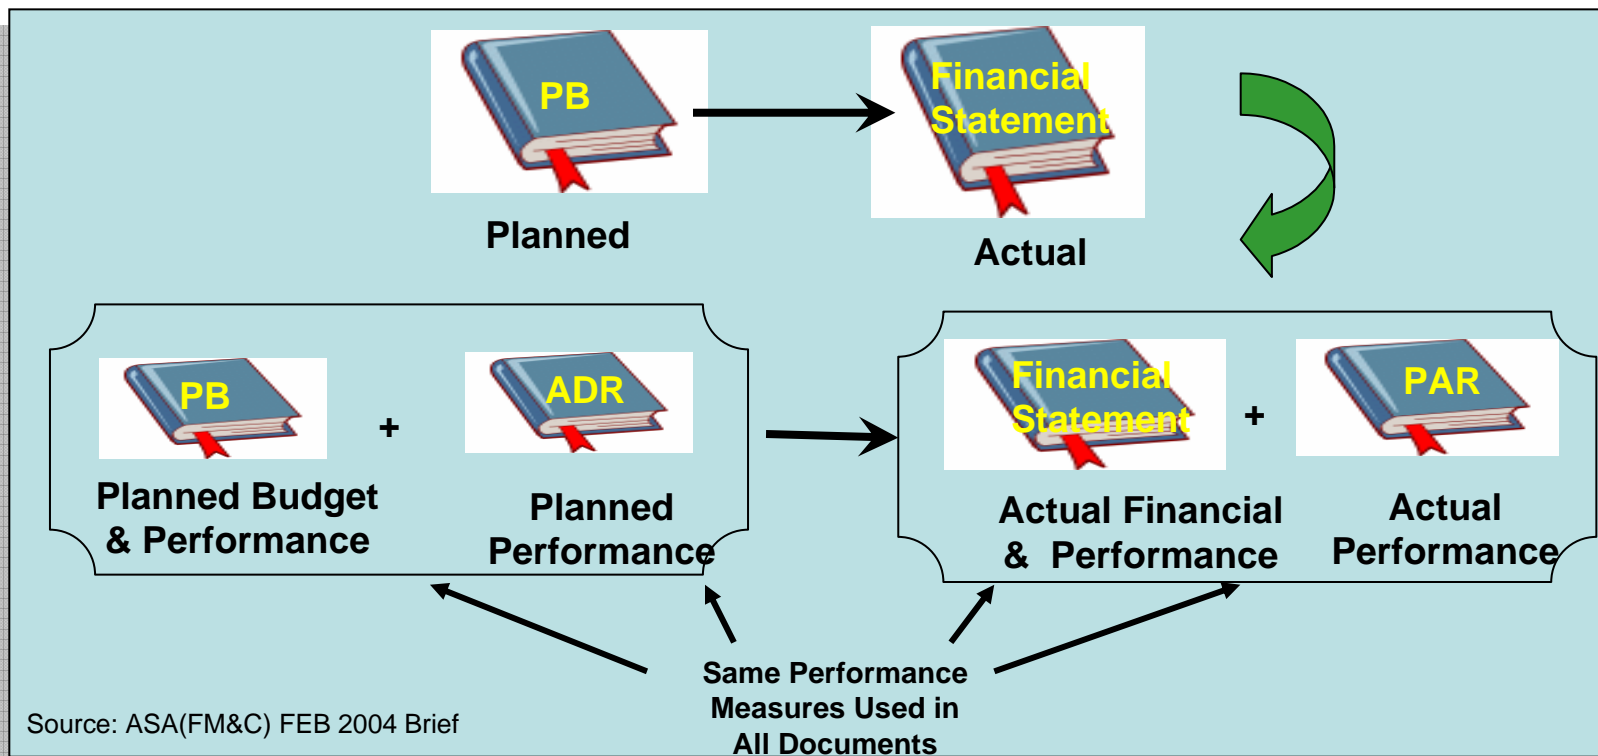 PB
Financial
Statement
Planned
Actual
PB
+
ADR
Planned Budget
& Performance
Planned
Performance
Financial
Statement
+
PAR
Actual Financial
& Performance
Actual
Performance
Same Performance
Measures Used in
All Documents
Source: ASA(FM&C) FEB 2004 Brief